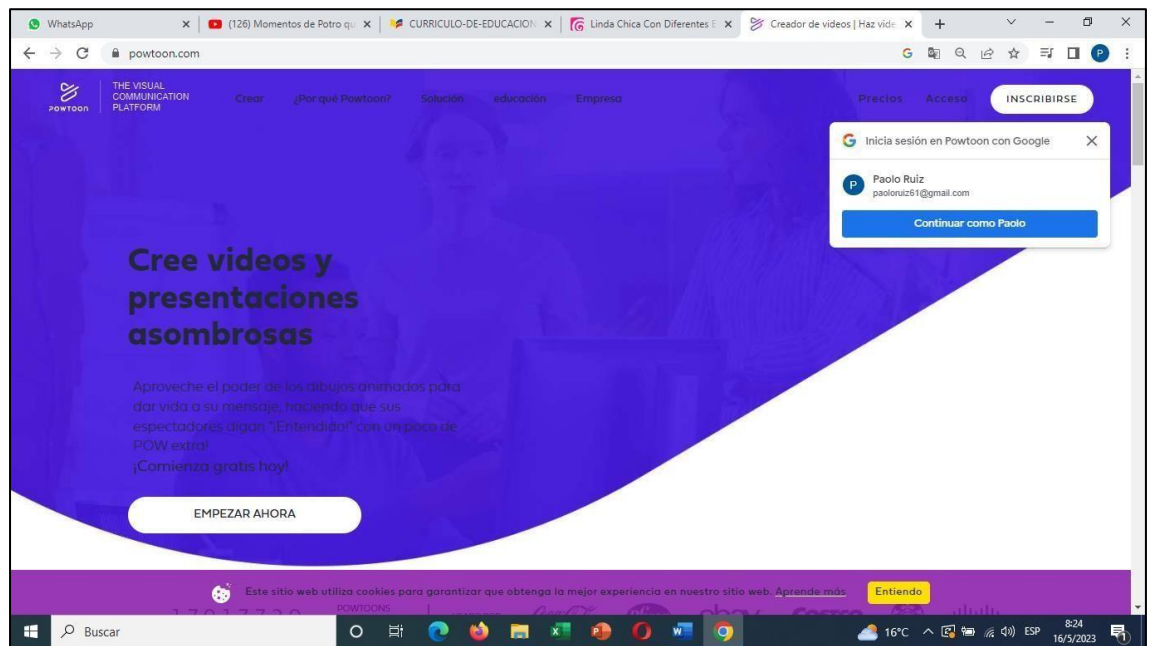 WhatsApp
(126) Momentos de Potro qu
CURRICULO-DE-EDUCACION
Linda Chica Con Diferentes E
Creador de videos | Haz vide
powtoon.com
G
P
POWTOON
THE VISUAL
COMMUNICATION
PLATFORM
Crear
¿Por qué Powtoon?
Solución
educación
Empresa
Precios
Acceso
INSCRIBIRSE
Inicia sesión en Powtoon con Google
P
Paolo Ruiz
paoloruiz61@gmail.com
Continuar como Paolo
Cree videos y
presentaciones
asombrosas
Aproveche el poder de los dibujos animados para
dar vida a su mensaje, haciendo que sus
espectadores digan "¡Entendido!" con un poco de
POW extra!
¡Comienza gratis hoy!
EMPEZAR AHORA
Este sitio web utiliza cookies para garantizar que obtenga la mejor experiencia en nuestro sitio web. Aprende más
Entiendo
POWTOONS
Buscar
16°C
ESP
8:24
16/5/2023